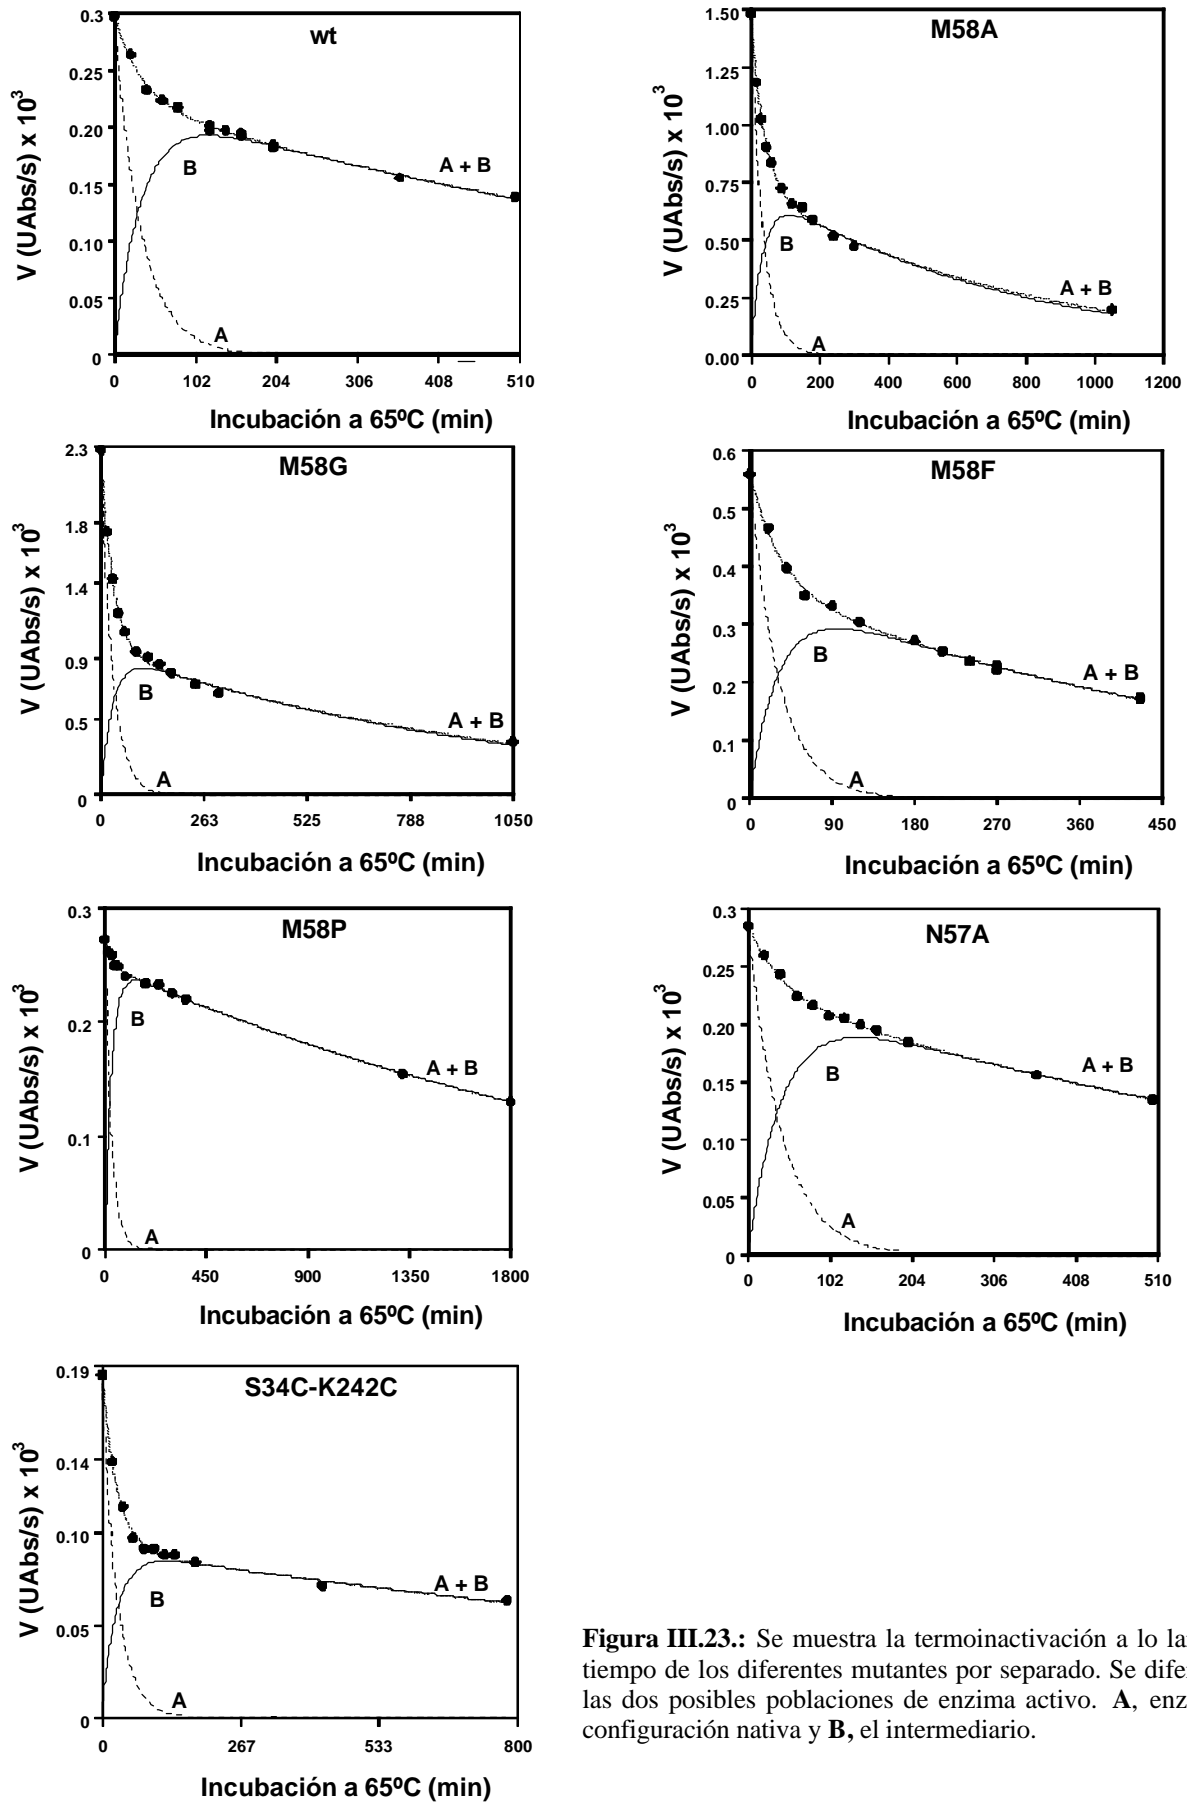 wt
0.3
0.25
0.20
0.15
0.10
0.05
0
V (UAbs/s) x 10³
B
A
A + B
0 102 204 306 408 510
Incubación a 65ºC (min)
M58A
1.50
1.25
1.00
0.75
0.50
0.25
0.00
V (UAbs/s) x 10³
B
A
A + B
0 200 400 600 800 1000 1200
Incubación a 65ºC (min)
M58G
2.3
1.8
1.4
0.9
0.5
0
V (UAbs/s) x 10³
B
A
A + B
0 263 525 788 1050
Incubación a 65ºC (min)
M58F
0.6
0.5
0.4
0.3
0.2
0.1
0
V (UAbs/s) x 10³
B
A
A + B
0 90 180 270 360 450
Incubación a 65ºC (min)
M58P
0.3
0.2
0.1
0
V (UAbs/s) x 10³
B
A
A + B
0 450 900 1350 1800
Incubación a 65ºC (min)
N57A
0.3
0.25
0.20
0.15
0.10
0.05
0
V (UAbs/s) x 10³
B
A
A + B
0 102 204 306 408 510
Incubación a 65ºC (min)
S34C-K242C
0.19
0.14
0.10
0.05
0
V (UAbs/s) x 10³
B
A
A + B
0 267 533 800
Incubación a 65ºC (min)
Figura III.23.: Se muestra la termoinactivación a lo
tiempo de los diferentes mutantes por separado. Se
las dos posibles poblaciones de enzima activo. A,
configuración nativa y B, el intermediario.